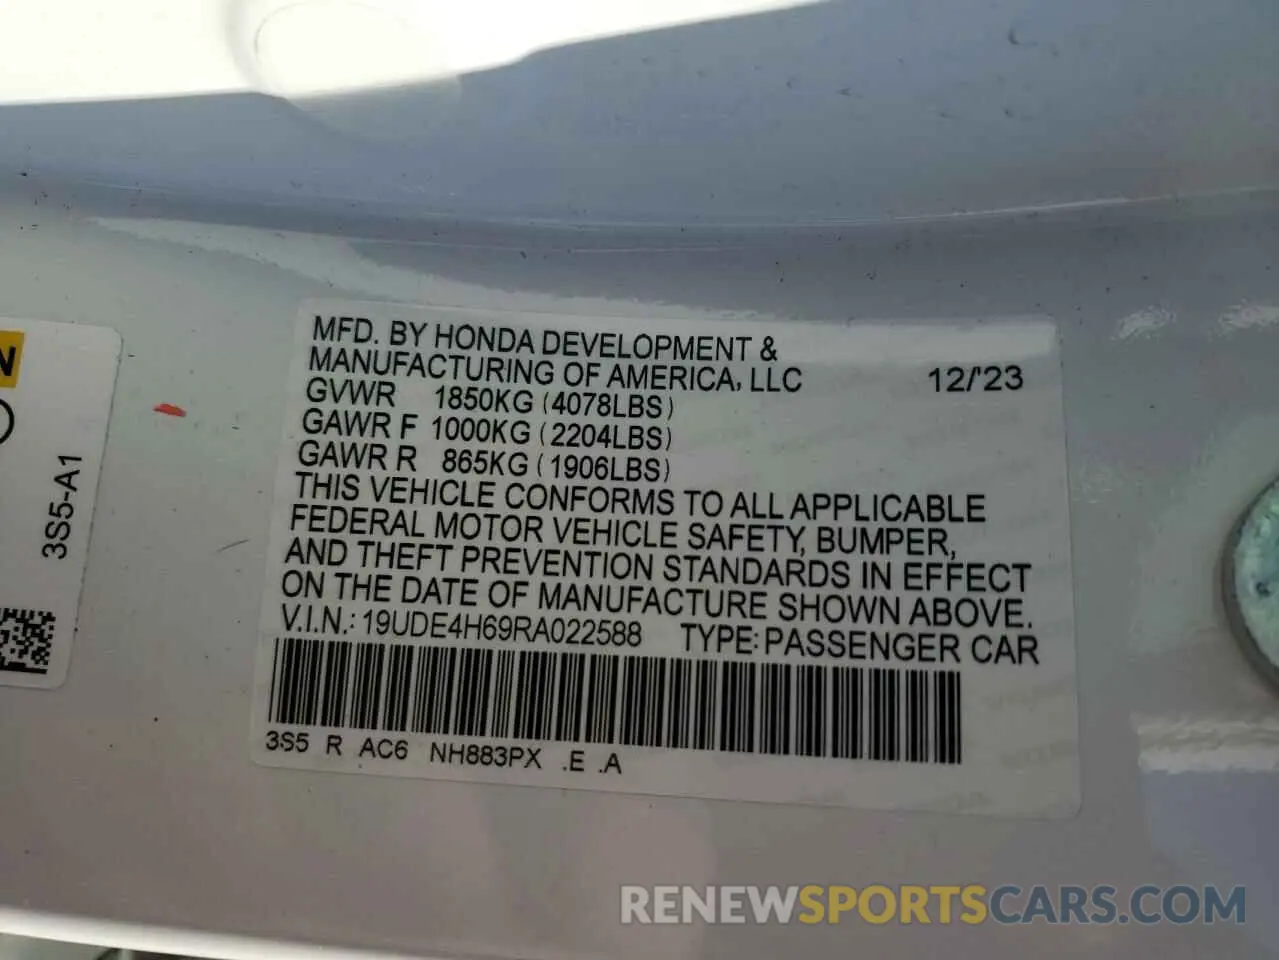 MFD. BY HONDA DEVELOPMENT &
MANUFACTURING OF AMERICA, LLC 12/'23
GVWR 1850KG (4078LBS)
GAWR F 1000KG (2204LBS)
GAWR R 865KG (1906LBS)
THIS VEHICLE CONFORMS TO ALL APPLICABLE
FEDERAL MOTOR VEHICLE SAFETY, BUMPER,
AND THEFT PREVENTION STANDARDS IN EFFECT
ON THE DATE OF MANUFACTURE SHOWN ABOVE.
V.I.N.: 19UDE4H69RA022588 TYPE: PASSENGER CAR
3S5 R AC6 NH883PX .E .A
N
3S5-A1
RENEWSPORTSCARS.COM